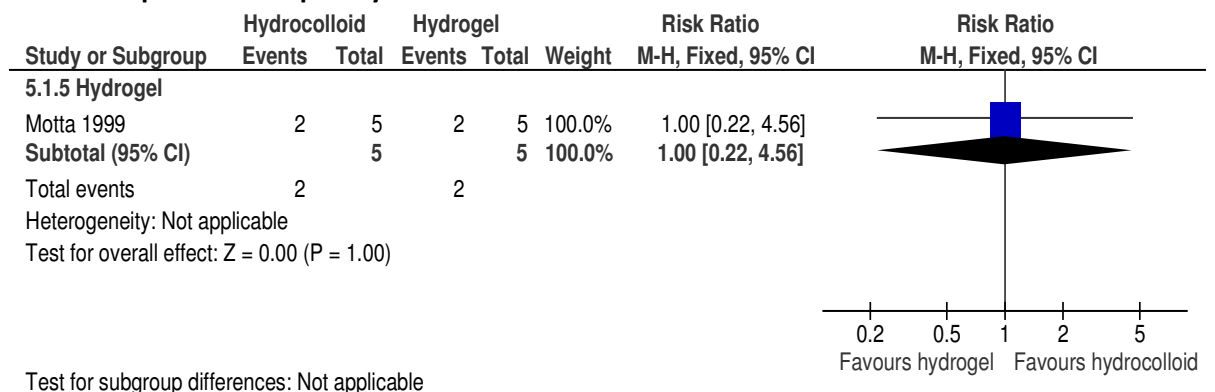 Hydrocolloid Hydrogel Risk Ratio Risk Ratio
Study or Subgroup Events Total Events Total Weight M-H, Fixed, 95% CI M-H, Fixed, 95% CI
5.1.5 Hydrogel
Motta 1999 2 5 2 5 100.0% 1.00 [0.22, 4.56]
Subtotal (95% CI) 5 5 100.0% 1.00 [0.22, 4.56]
Total events 2 2
Heterogeneity: Not applicable
Test for overall effect: Z = 0.00 (P = 1.00)
0.2 0.5 1 2 5
Favours hydrogel Favours hydrocolloid
Test for subgroup differences: Not applicable